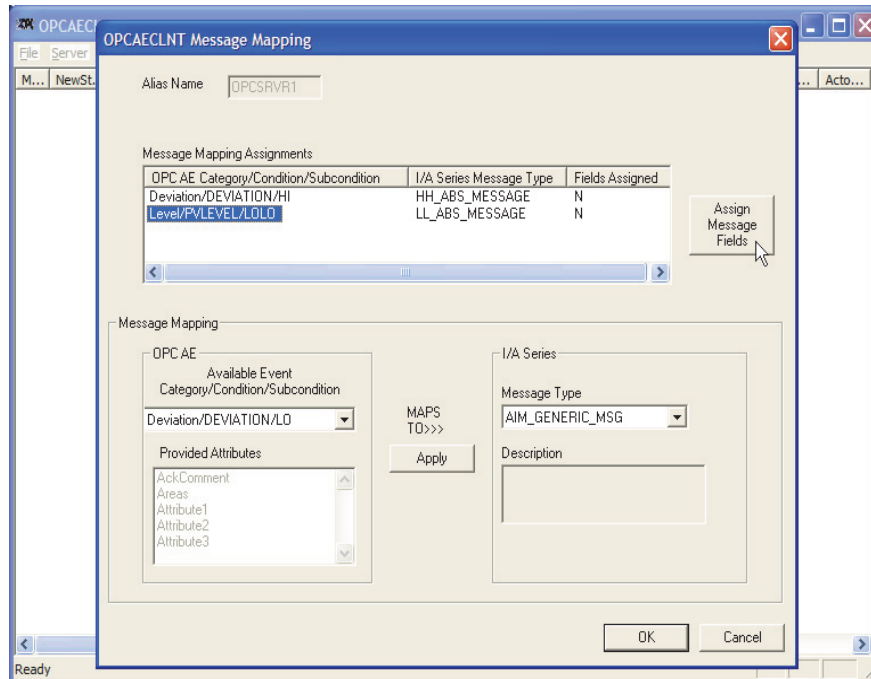 OPCAECL
File Server
M... NewSt. ... Acto...
OPCAECLNT Message Mapping
Alias Name OPCSRVR1
Message Mapping Assignments
OPC AE Category/Condition/Subcondition I/A Series Message Type Fields Assigned
Deviation/DEVIATION/HI HH_ABS_MESSAGE N
Level/PVLEVEL/LOLO LL_ABS_MESSAGE N
Assign
Message
Fields
Message Mapping
OPC AE
Available Event
Category/Condition/Subcondition
Deviation/DEVIATION/LO
Provided Attributes
AckComment
Areas
Attribute1
Attribute2
Attribute3
MAPS
TO>>>
Apply
I/A Series
Message Type
AIM_GENERIC_MSG
Description
OK Cancel
Ready